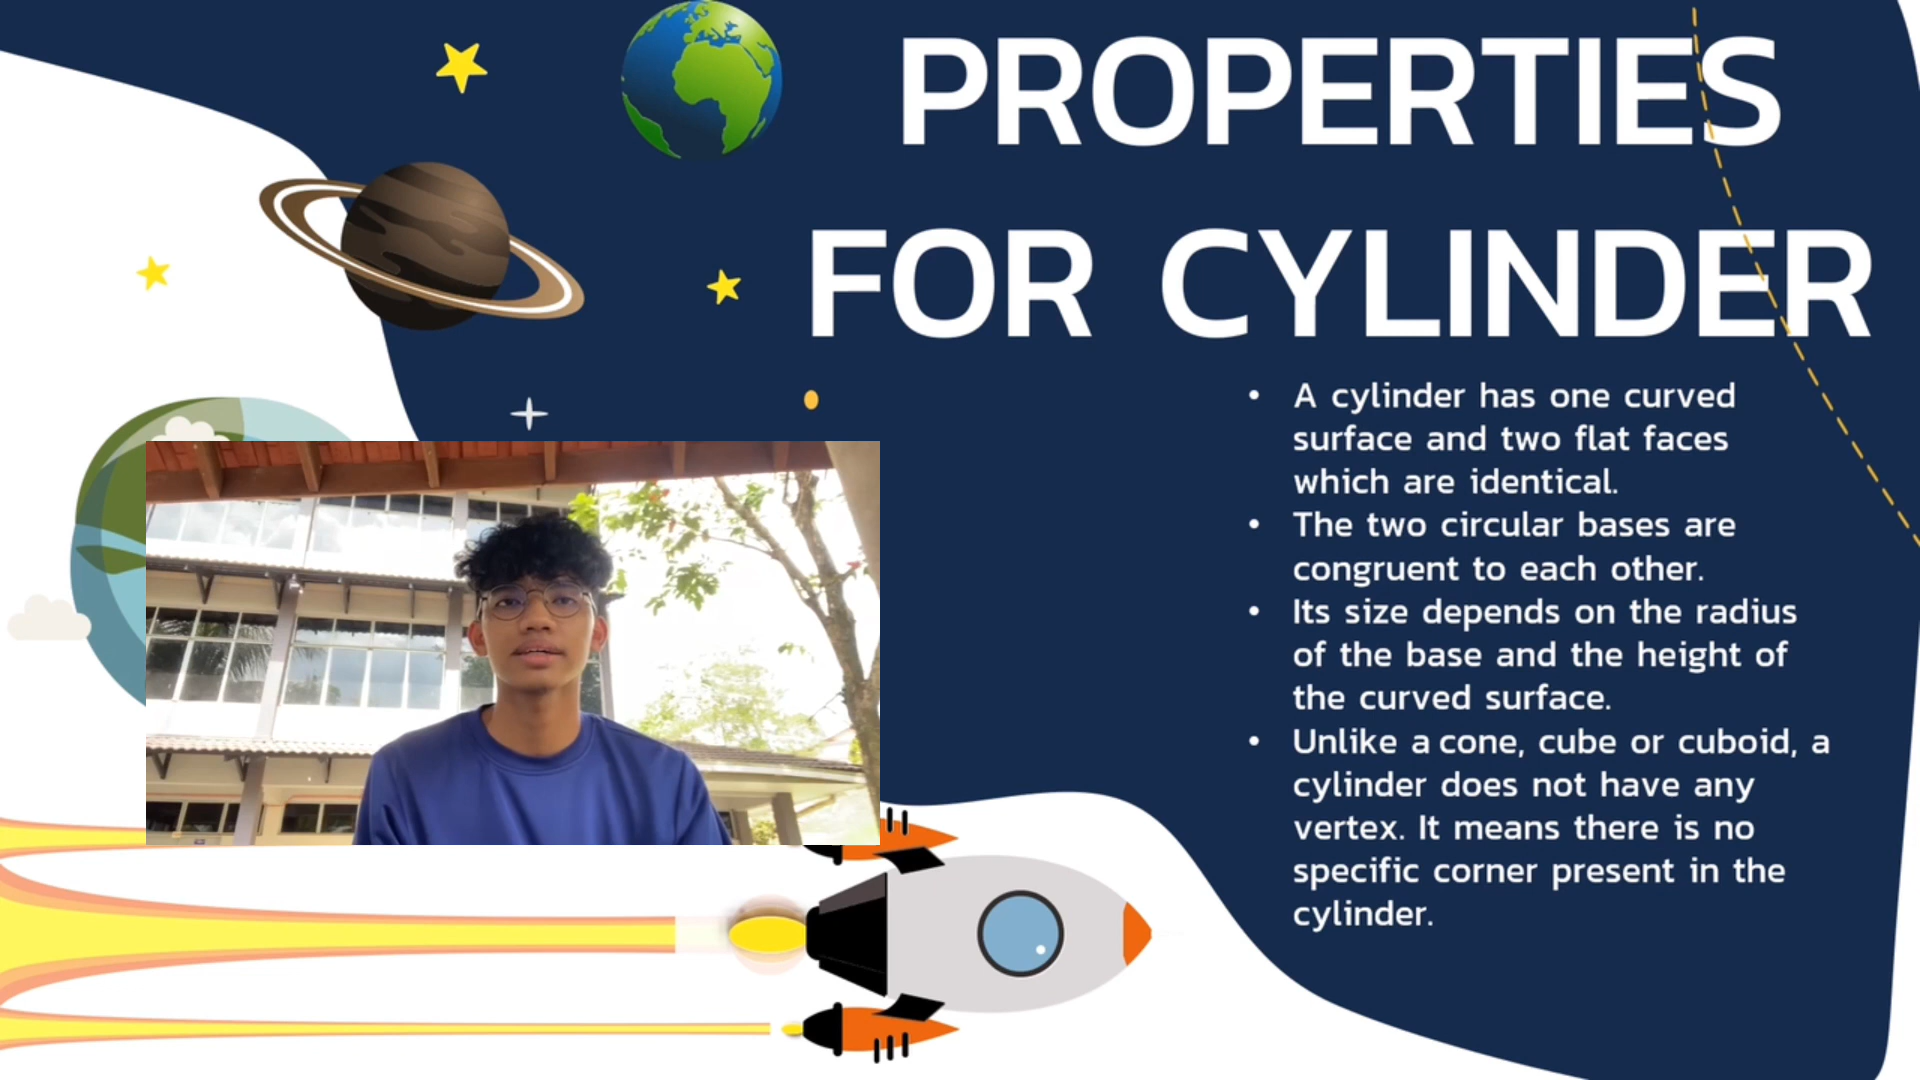 PROPERTIES
FOR CYLINDER
• A cylinder has one curved
surface and two flat faces
which are identical.
• The two circular bases are
congruent to each other.
• Its size depends on the radius
of the base and the height of
the curved surface.
• Unlike a cone, cube or cuboid, a
cylinder does not have any
vertex. It means there is no
specific corner present in the
cylinder.